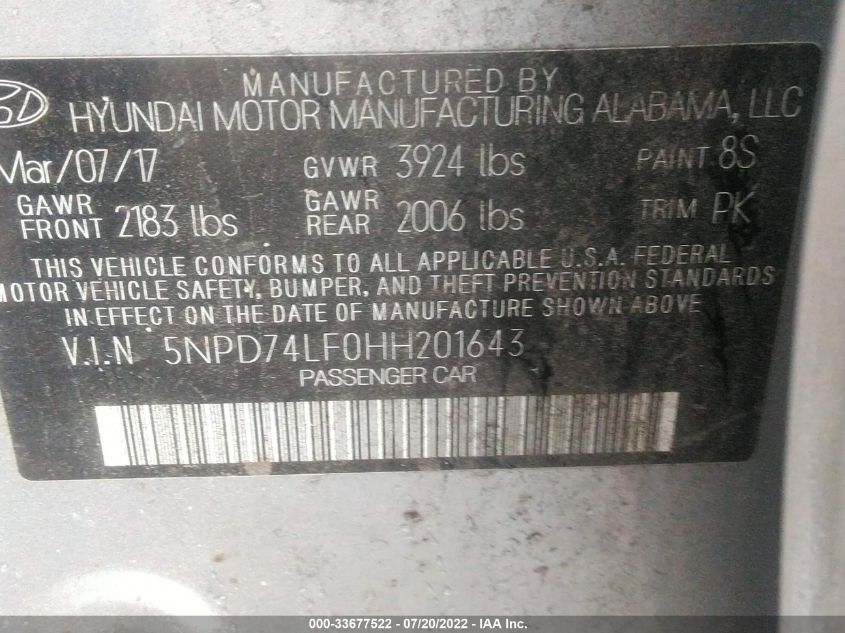 MANUFACTURED BY
HYUNDAI MOTOR MANUFACTURING ALABAMA, LLC
Mar/07/17 GVWR 3924 lbs PAINT 8S
GAWR FRONT 2183 lbs GAWR REAR 2006 lbs TRIM PK
THIS VEHICLE CONFORMS TO ALL APPLICABLE U.S.A. FEDERAL
MOTOR VEHICLE SAFETY, BUMPER, AND THEFT PREVENTION STANDARDS
IN EFFECT ON THE DATE OF MANUFACTURE SHOWN ABOVE
V.I.N 5NPD74LF0HH201643
PASSENGER CAR
000-33677522 - 07/20/2022 - IAA Inc.